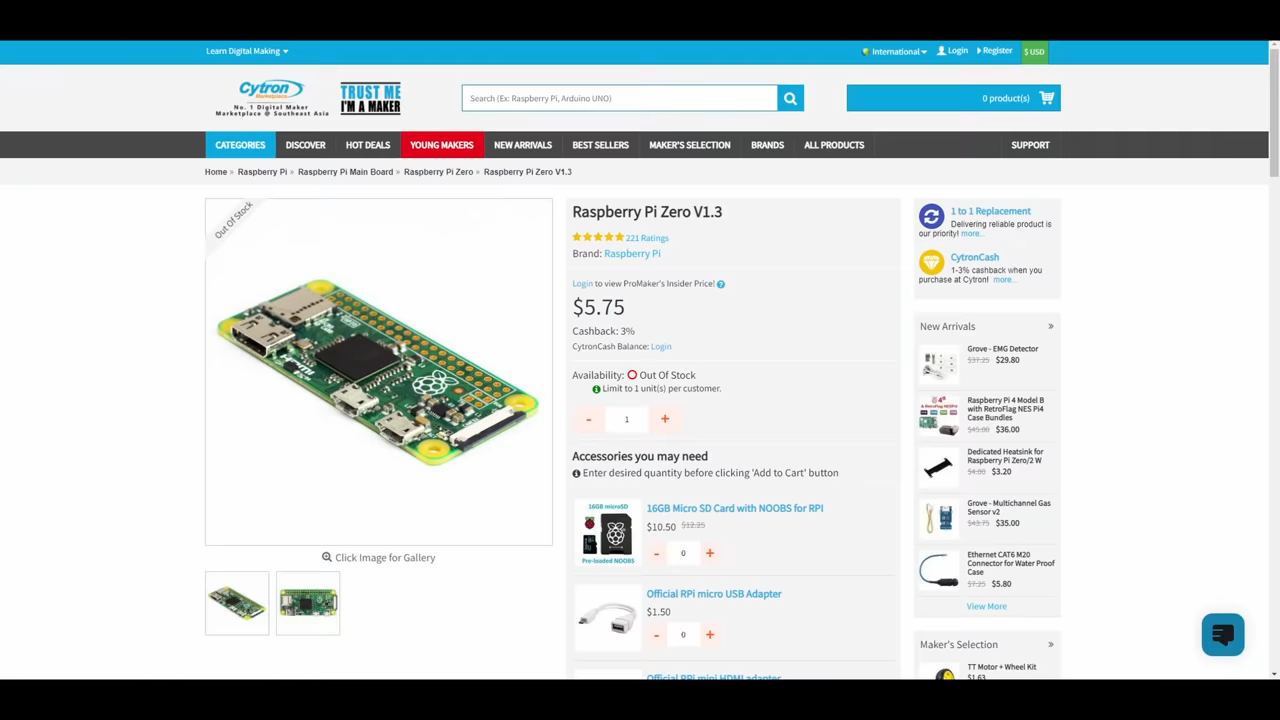 Learn Digital Making
International
Login
Register
$ USD
Cytron
Marketplace
No. 1 Digital Maker
Marketplace @ Southeast Asia
TRUST ME
I'M A MAKER
Search (Ex: Raspberry Pi, Arduino UNO)
0 product(s)
CATEGORIES DISCOVER HOT DEALS YOUNG MAKERS NEW ARRIVALS BEST SELLERS MAKER'S SELECTION BRANDS ALL PRODUCTS SUPPORT
Home » Raspberry Pi » Raspberry Pi Main Board » Raspberry Pi Zero » Raspberry Pi Zero V1.3
Out Of Stock
Click Image for Gallery
Raspberry Pi Zero V1.3
221 Ratings
Brand: Raspberry Pi
Login to view ProMaker's Insider Price!
$5.75
Cashback: 3%
CytronCash Balance: Login
Availability: Out Of Stock
Limit to 1 unit(s) per customer.
- 1 +
Accessories you may need
Enter desired quantity before clicking 'Add to Cart' button
16GB microSD
Pre-loaded NOOBS
16GB Micro SD Card with NOOBS for RPI
$10.50 $12.25
- 0 +
Official RPi micro USB Adapter
$1.50
- 0 +
Official RPi mini HDMI adapter
1 to 1 Replacement
Delivering reliable product is
our priority! more...
CytronCash
1-3% cashback when you
purchase at Cytron! more...
New Arrivals »
Grove - EMG Detector
$37.25 $29.80
Raspberry Pi 4 Model B
with RetroFlag NES Pi4
Case Bundles
$45.00 $36.00
Dedicated Heatsink for
Raspberry Pi Zero/2 W
$4.00 $3.20
Grove - Multichannel Gas
Sensor v2
$43.75 $35.00
Ethernet CAT6 M20
Connector for Water Proof
Case
$7.25 $5.80
View More
Maker's Selection »
TT Motor + Wheel Kit
$1.63